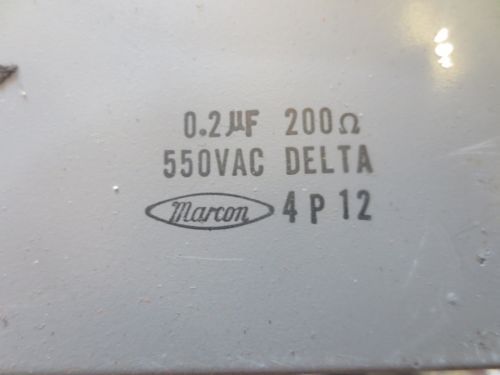 0.2µF 200Ω
550VAC DELTA
Marcon 4P12